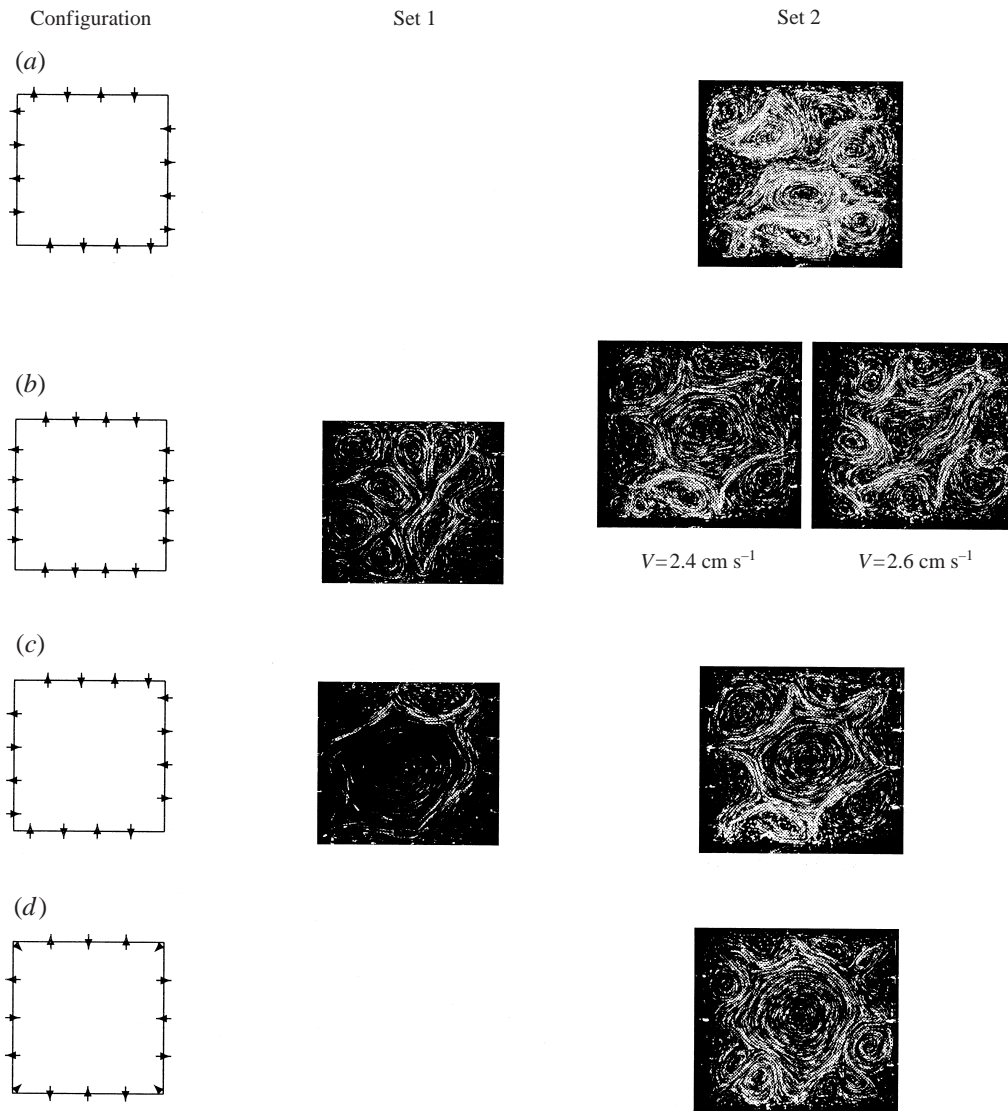 Configuration Set 1 Set 2
(a)
(b)
V=2.4 cm s⁻¹ V=2.6 cm s⁻¹
(c)
(d)